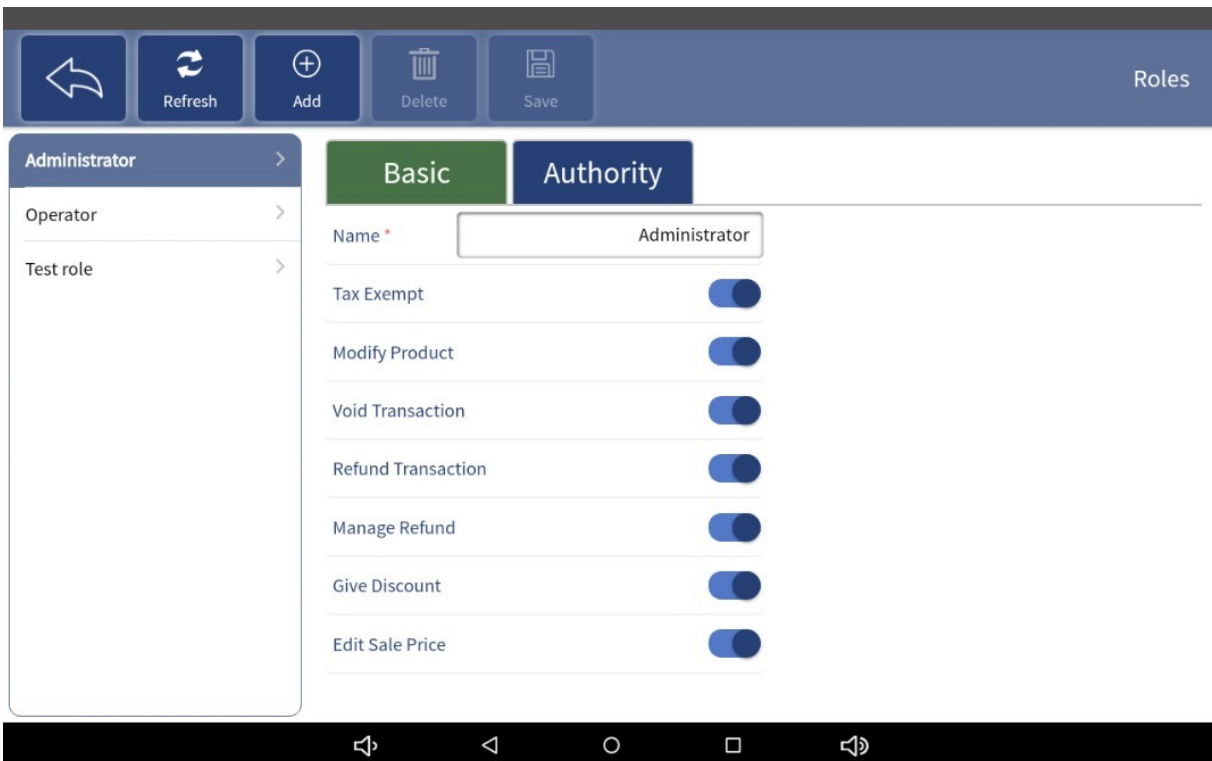 Refresh
Add
Delete
Save
Roles
Administrator
Operator
Test role
Basic
Authority
Name *
Administrator
Tax Exempt
Modify Product
Void Transaction
Refund Transaction
Manage Refund
Give Discount
Edit Sale Price